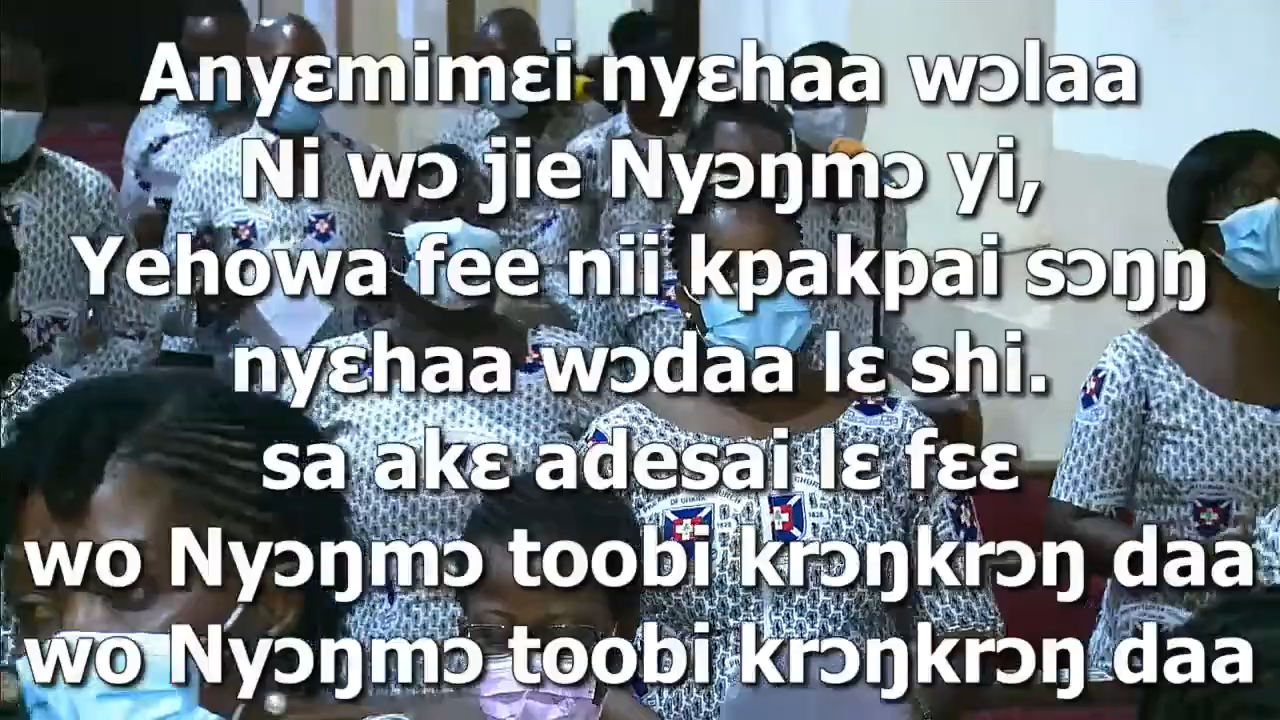 Anyɛmimɛi nyɛhaa wɔlaa
Ni wɔ jie Nyɔŋmɔ yi,
Yehowa fee nii kpakpai sɔŋŋ
nyɛhaa wɔdaa lɛ shi.
sa akɛ adesai lɛ fɛɛ
wo Nyɔŋmɔ toobi krɔŋkrɔŋ daa
wo Nyɔŋmɔ toobi krɔŋkrɔŋ daa